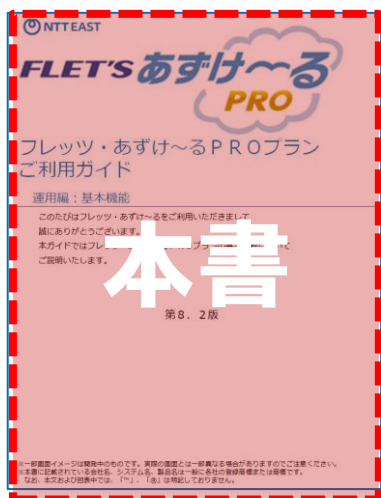 NTT EAST
FLET'S あずけ～る
PRO
フレッツ・あずけ～るＰＲＯプラン
ご利用ガイド
運用編：基本機能
このたびはフレッツ・あずけ～るをご利用いただきまして
誠にありがとうございます。
本ガイドではフレッ
ご説明いたします。
本書
第８．２版
※一部画面イメージは開発中のものです。実際の画面とは一部異なる場合がありますのでご注意ください。
※本書に記載されている会社名、システム名、製品名は一般に各社の登録商標または商標です。
なお、本文および図表中では、「™」、「®」は明記しておりません。